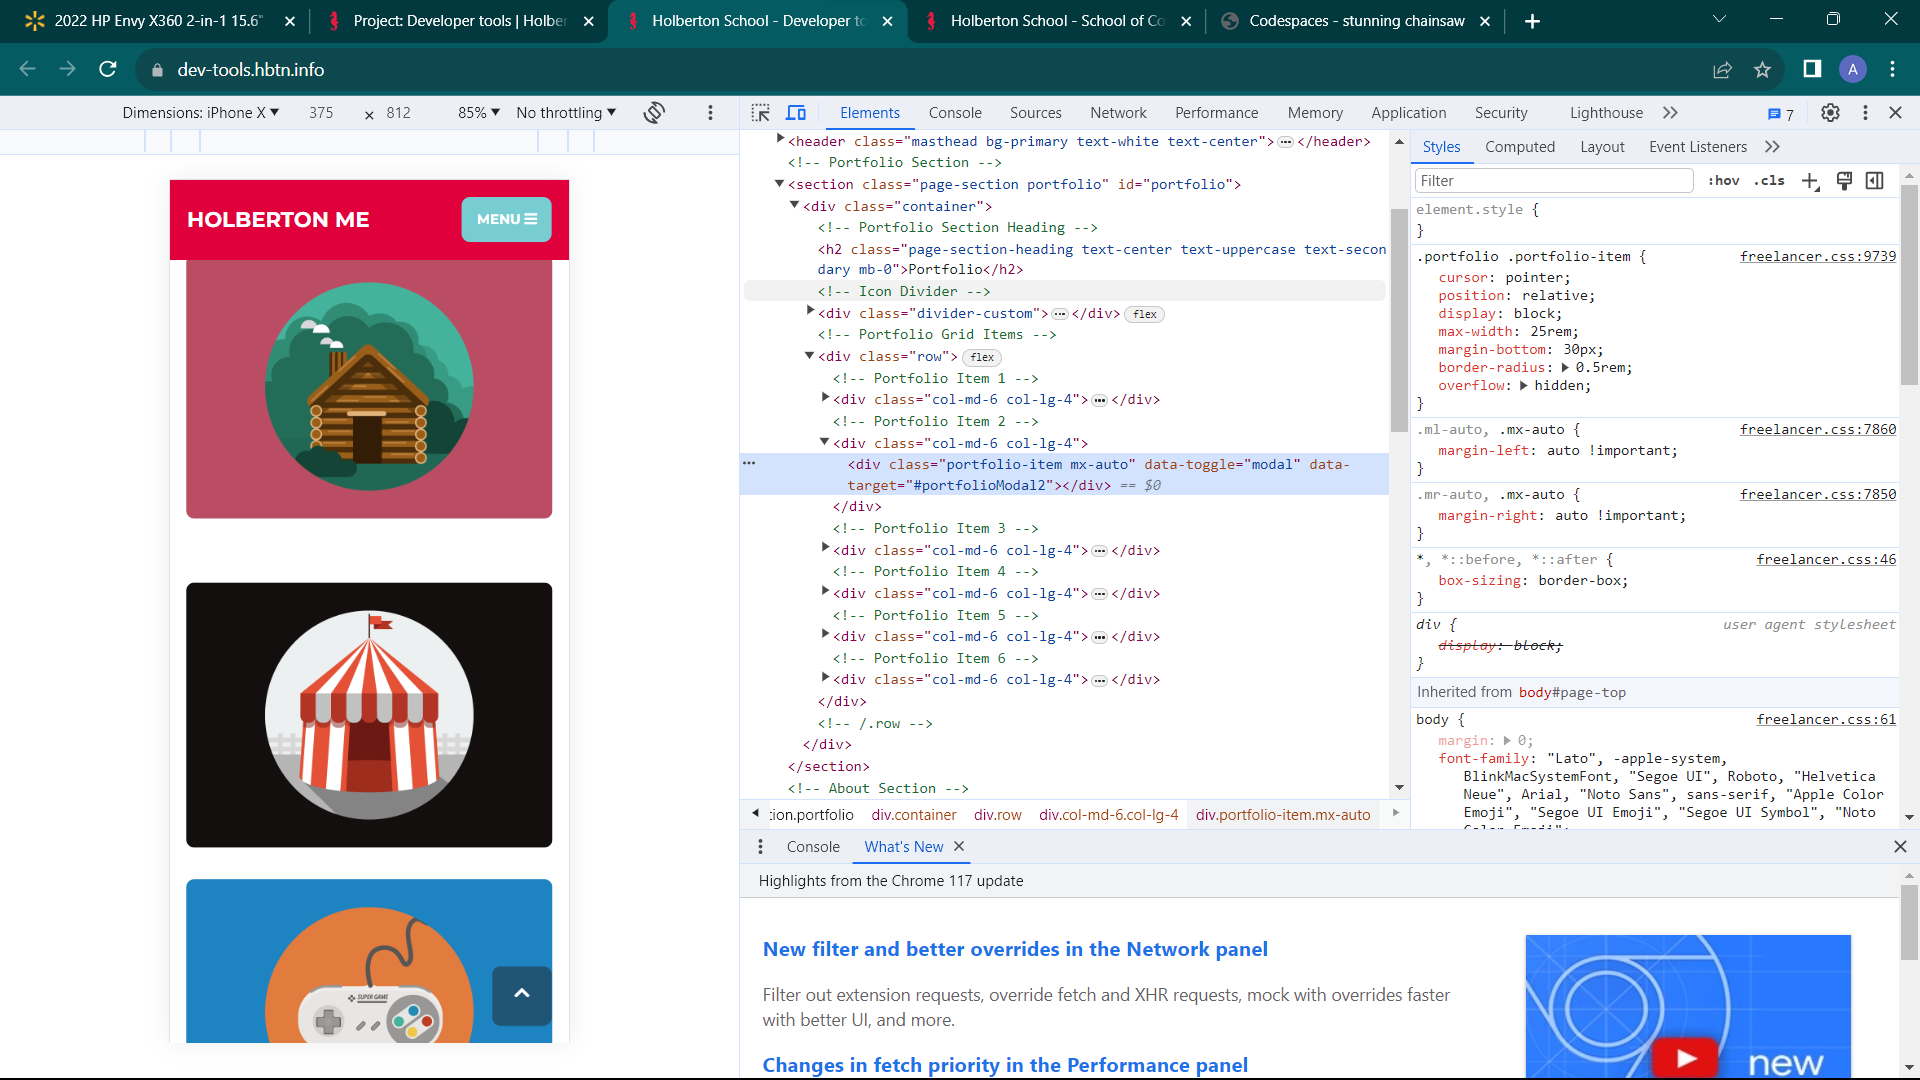 2022 HP Envy X360 2-in-1 15.6"
Project: Developer tools | Holber
Holberton School - Developer to
Holberton School - School of Co
Codespaces - stunning chainsaw
dev-tools.hbtn.info
A
Dimensions: iPhone X
375
×
812
85%
No throttling
Elements
Console
Sources
Network
Performance
Memory
Application
Security
Lighthouse
7
HOLBERTON ME
MENU
SUPER GAME
<header class="masthead bg-primary text-white text-center">…</header>
<!-- Portfolio Section -->
<section class="page-section portfolio" id="portfolio">
<div class="container">
<!-- Portfolio Section Heading -->
<h2 class="page-section-heading text-center text-uppercase text-secon
dary mb-0">Portfolio</h2>
<!-- Icon Divider -->
<div class="divider-custom">…</div> flex
<!-- Portfolio Grid Items -->
<div class="row"> flex
<!-- Portfolio Item 1 -->
<div class="col-md-6 col-lg-4">…</div>
<!-- Portfolio Item 2 -->
<div class="col-md-6 col-lg-4">
<div class="portfolio-item mx-auto" data-toggle="modal" data-
target="#portfolioModal2"></div> == $0
</div>
<!-- Portfolio Item 3 -->
<div class="col-md-6 col-lg-4">…</div>
<!-- Portfolio Item 4 -->
<div class="col-md-6 col-lg-4">…</div>
<!-- Portfolio Item 5 -->
<div class="col-md-6 col-lg-4">…</div>
<!-- Portfolio Item 6 -->
<div class="col-md-6 col-lg-4">…</div>
</div>
<!-- /.row -->
</div>
</section>
<!-- About Section -->
tion.portfolio
div.container
div.row
div.col-md-6.col-lg-4
div.portfolio-item.mx-auto
Styles
Computed
Layout
Event Listeners
Filter
:hov
.cls
element.style {
}
.portfolio .portfolio-item { freelancer.css:9739
cursor: pointer;
position: relative;
display: block;
max-width: 25rem;
margin-bottom: 30px;
border-radius: 0.5rem;
overflow: hidden;
}
.ml-auto, .mx-auto { freelancer.css:7860
margin-left: auto !important;
}
.mr-auto, .mx-auto { freelancer.css:7850
margin-right: auto !important;
}
*, *::before, *::after { freelancer.css:46
box-sizing: border-box;
}
div { user agent stylesheet
display: block;
}
Inherited from body#page-top
body { freelancer.css:61
margin: 0;
font-family: "Lato", -apple-system,
BlinkMacSystemFont, "Segoe UI", Roboto, "Helvetica
Neue", Arial, "Noto Sans", sans-serif, "Apple Color
Emoji", "Segoe UI Emoji", "Segoe UI Symbol", "Noto
Color Emoji";
Console
What's New
Highlights from the Chrome 117 update
New filter and better overrides in the Network panel
Filter out extension requests, override fetch and XHR requests, mock with overrides faster
with better UI, and more.
Changes in fetch priority in the Performance panel
new